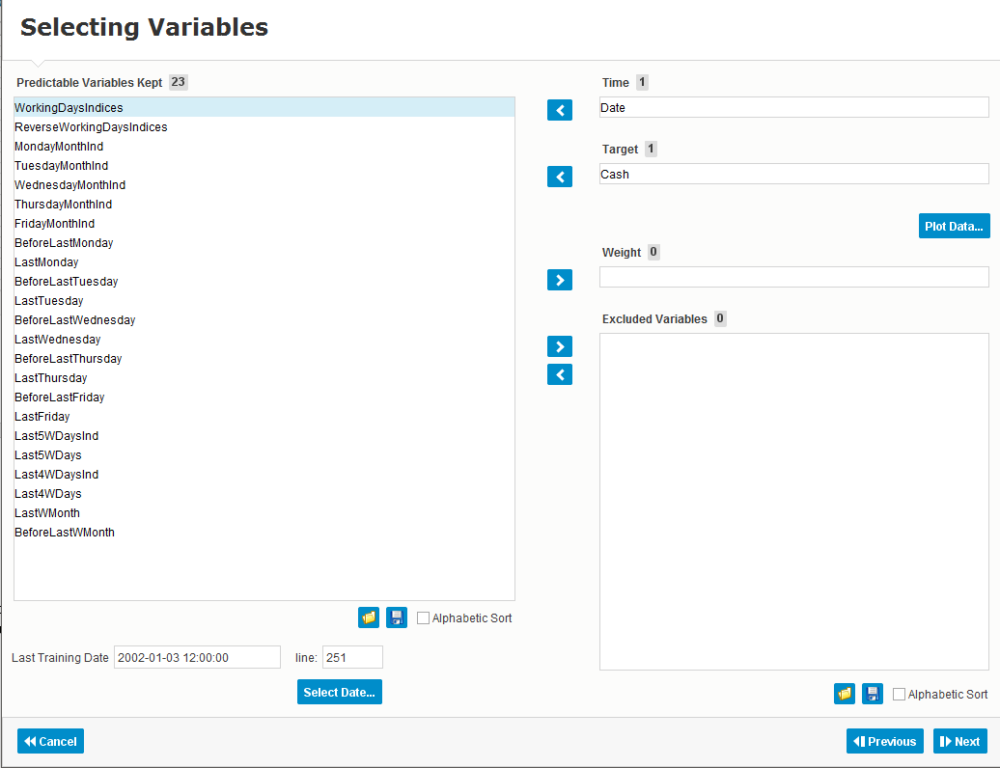 Selecting Variables
Predictable Variables Kept 23
WorkingDaysIndices
ReverseWorkingDaysIndices
MondayMonthInd
TuesdayMonthInd
WednesdayMonthInd
ThursdayMonthInd
FridayMonthInd
BeforeLastMonday
LastMonday
BeforeLastTuesday
LastTuesday
BeforeLastWednesday
LastWednesday
BeforeLastThursday
LastThursday
BeforeLastFriday
LastFriday
Last5WDaysInd
Last5WDays
Last4WDaysInd
Last4WDays
LastWMonth
BeforeLastWMonth
Alphabetic Sort
Last Training Date 2002-01-03 12:00:00 line: 251
Select Date...
Time 1
Date
Target 1
Cash
Plot Data...
Weight 0
Excluded Variables 0
Alphabetic Sort
Cancel
Previous
Next